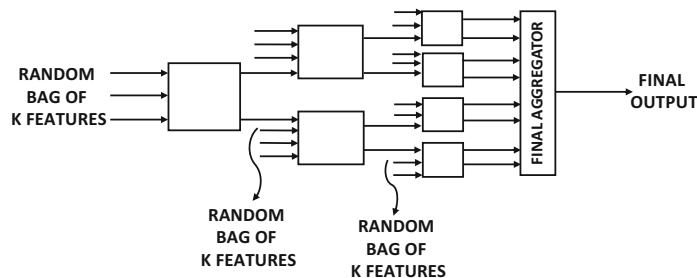 RANDOM
BAG OF
K FEATURES
RANDOM
BAG OF
K FEATURES
RANDOM
BAG OF
K FEATURES
FINAL AGGREGATOR
FINAL
OUTPUT